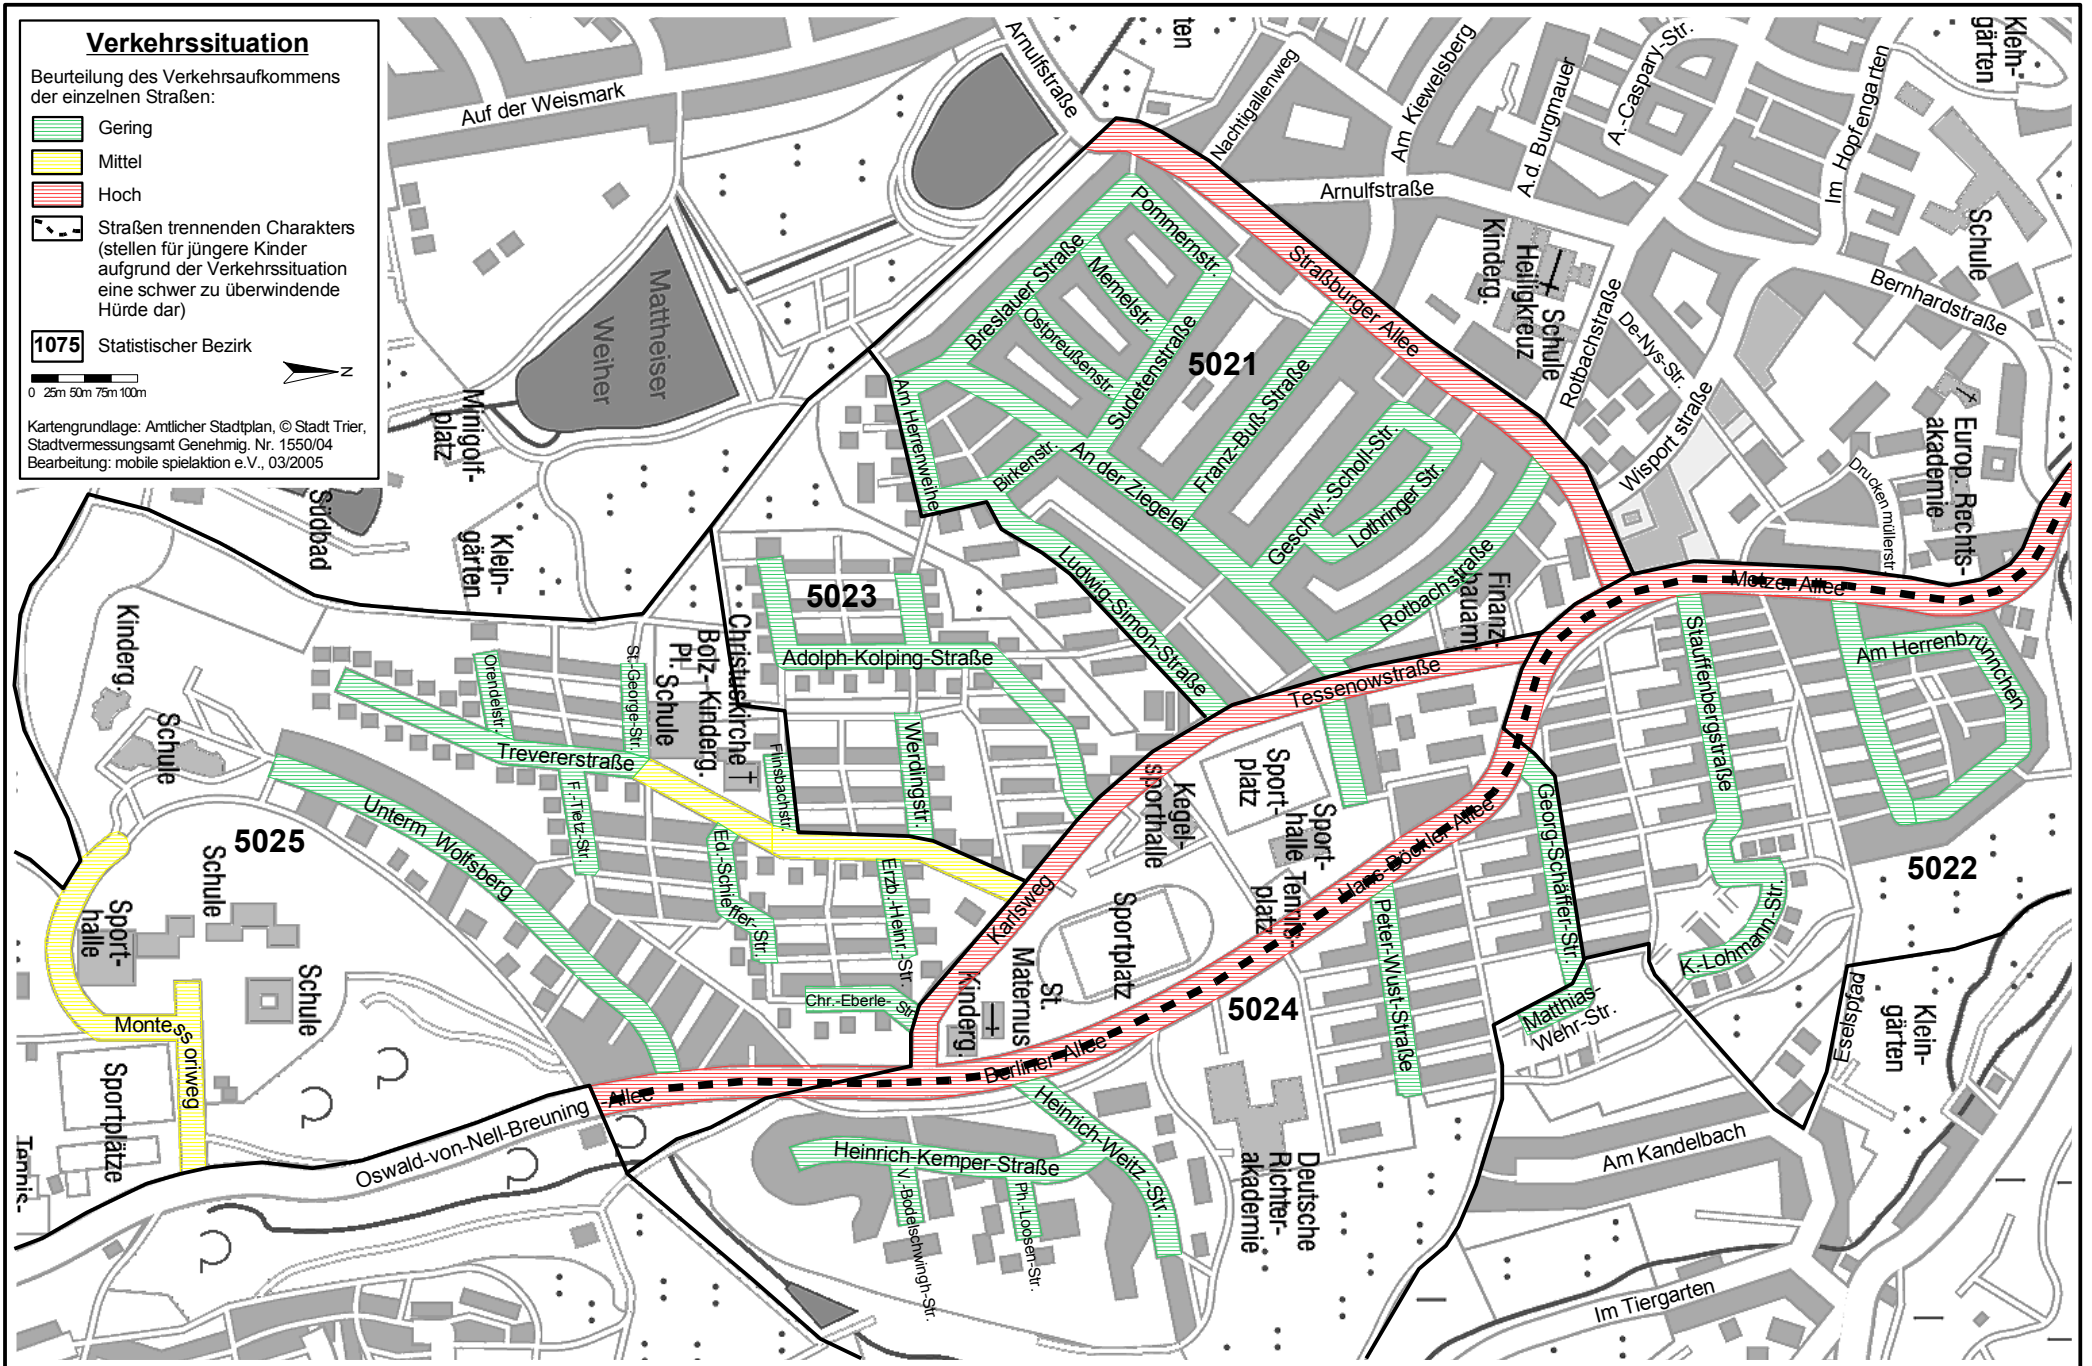 Verkehrssituation
Beurteilung des Verkehrsaufkommens
der einzelnen Straßen:
Gering
Mittel
Hoch
Straßen trennenden Charakters
(stellen für jüngere Kinder
aufgrund der Verkehrssituation
eine schwer zu überwindende
Hürde dar)
1075 Statistischer Bezirk
N
0 25m 50m 75m 100m
Kartengrundlage: Amtlicher Stadtplan, © Stadt Trier,
Stadtvermessungsamt Genehmig. Nr. 1550/04
Bearbeitung: mobile spielaktion e.V., 03/2005
Auf der Weismark
Arnulfstraße
ten
Nachtigallenweg
Am Kiewelsberg
A.d. Burgmauer
A.-Caspary-Str.
Im Hopfengarten
Klein-
gärten
Arnulfstraße
Schule
Bernhardstraße
Kinderg.
Heiligkreuz
Schule
Rotbachstraße
De-Nys-Str.
Wisport straße
Druckenmüllerstr.
Europ. Rechts-
akademie
Mattheiser
Weiher
Minigolf-
platz
Südbad
Klein-
gärten
Pommernstr.
Breslauer Straße
Memelstr.
Ostpreußenstr.
Sudetenstraße
5021
Straßburger Allee
Franz-Buß-Straße
Am Herrenweiher
Birkenstr.
An der Ziegelei
Geschw.-Scholl-Str.
Lothringer Str.
Rotbachstraße
Finanz-
bauamt
Ludwig-Simon-Straße
Tessenowstraße
Metzer Allee
5023
Adolph-Kolping-Straße
Werdingstr.
Christuskirche
Botz-
Pl.
Kinderg.
Schule
Flinsbachstr.
St.-George-Str.
Orendelstr.
Trevererstraße
F.-Tietz-Str.
Ed.-Schieffer-Str.
Erzb.-Heinr.-Str.
Chr.-Eberle-
Str.
Kinderg.
Schule
5025
Unterm Wolfsberg
Schule
Sport-
halle
Schule
Montessoriweg
Sportplätze
Tennis-
Oswald-von-Nell-Breuning
-Allee
Karlsweg
Kegel-
sporthalle
Sport-
platz
Sport-
halle
Tennis-
platz
Sportplatz
St.
Maternus
Kinderg.
Berliner-Allee
Hans-Böckler-Allee
5024
Peter-Wust-Straße
Georg-Schäffer-Str.
Matthias-
Wehr-Str.
Stauffenbergstraße
K.-Lohmann-Str.
Am Herrenbrünnchen
5022
Eselspfad
Klein-
gärten
Am Kandelbach
Im Tiergarten
Heinrich-Weitz-Str.
Heinrich-Kemper-Straße
V.-Bodelschwingh-Str.
Ph.-Loosen-Str.
Deutsche
Richter-
akademie